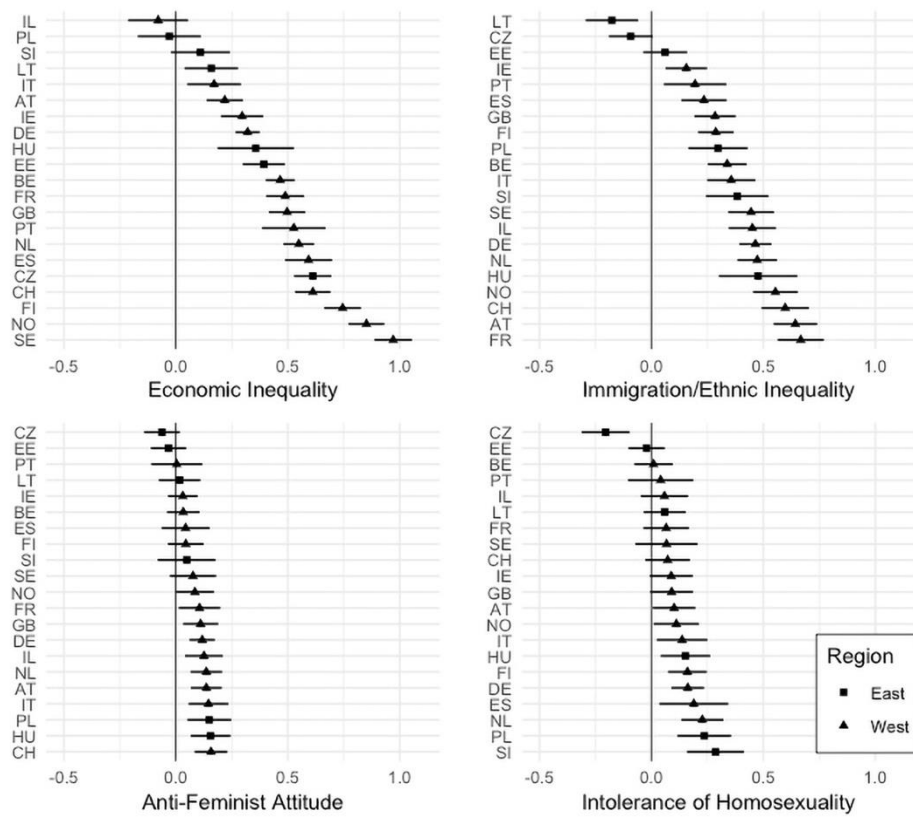 IL
PL
SI
LT
IT
AT
IE
DE
HU
EE
BE
FR
GB
PT
NL
ES
CZ
CH
FI
NO
SE
-0.5 0.0 0.5 1.0
Economic Inequality
LT
CZ
EE
IE
PT
ES
GB
FI
PL
BE
IT
SI
SE
IL
DE
NL
HU
NO
CH
AT
FR
-0.5 0.0 0.5 1.0
Immigration/Ethnic Inequality
CZ
EE
PT
LT
IE
BE
ES
FI
SI
SE
NO
FR
GB
DE
IL
NL
AT
IT
PL
HU
CH
-0.5 0.0 0.5 1.0
Anti-Feminist Attitude
CZ
EE
BE
PT
IL
LT
FR
SE
CH
IE
GB
AT
NO
IT
HU
FI
DE
ES
NL
PL
SI
-0.5 0.0 0.5 1.0
Intolerance of Homosexuality
Region
East
West